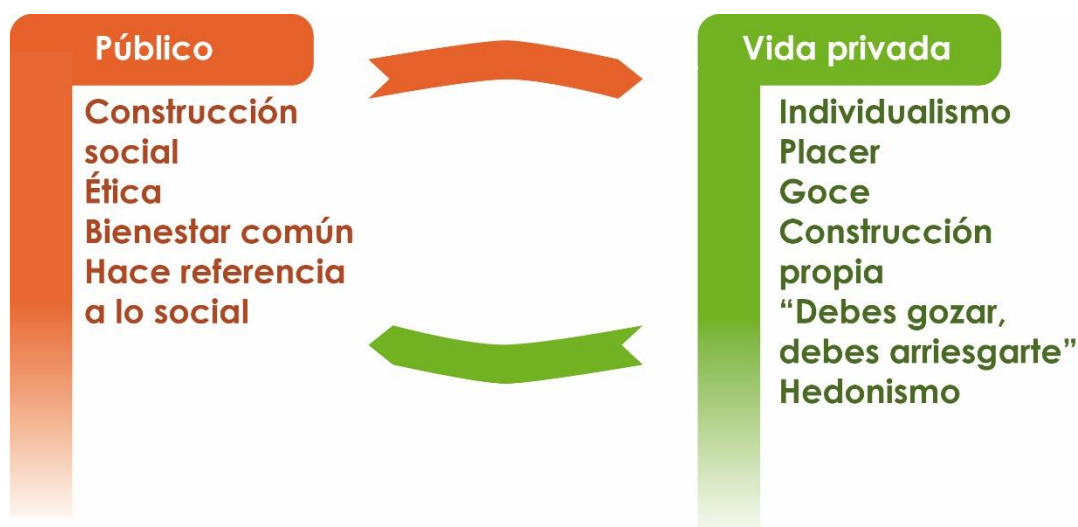 Público
Construcción
social
Ética
Bienestar común
Hace referencia
a lo social
Vida privada
Individualismo
Placer
Goce
Construcción
propia
“Debes gozar,
debes arriesgarte”
Hedonismo